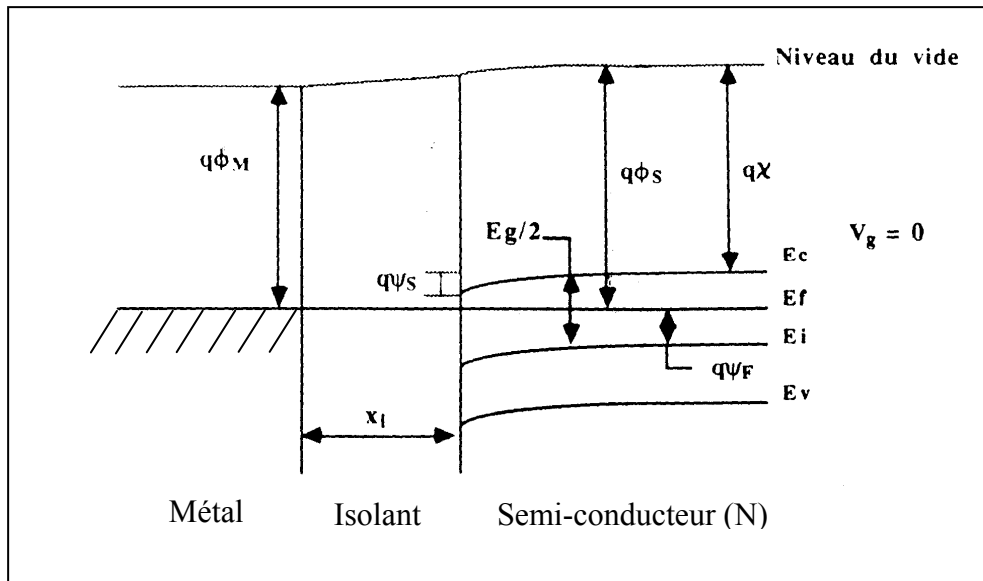 Niveau du vide
qϕM
qϕS
qχ
Eg/2
Vg = 0
Ec
qψS
Ef
Ei
qψF
Ev
xi
Métal
Isolant
Semi-conducteur (N)